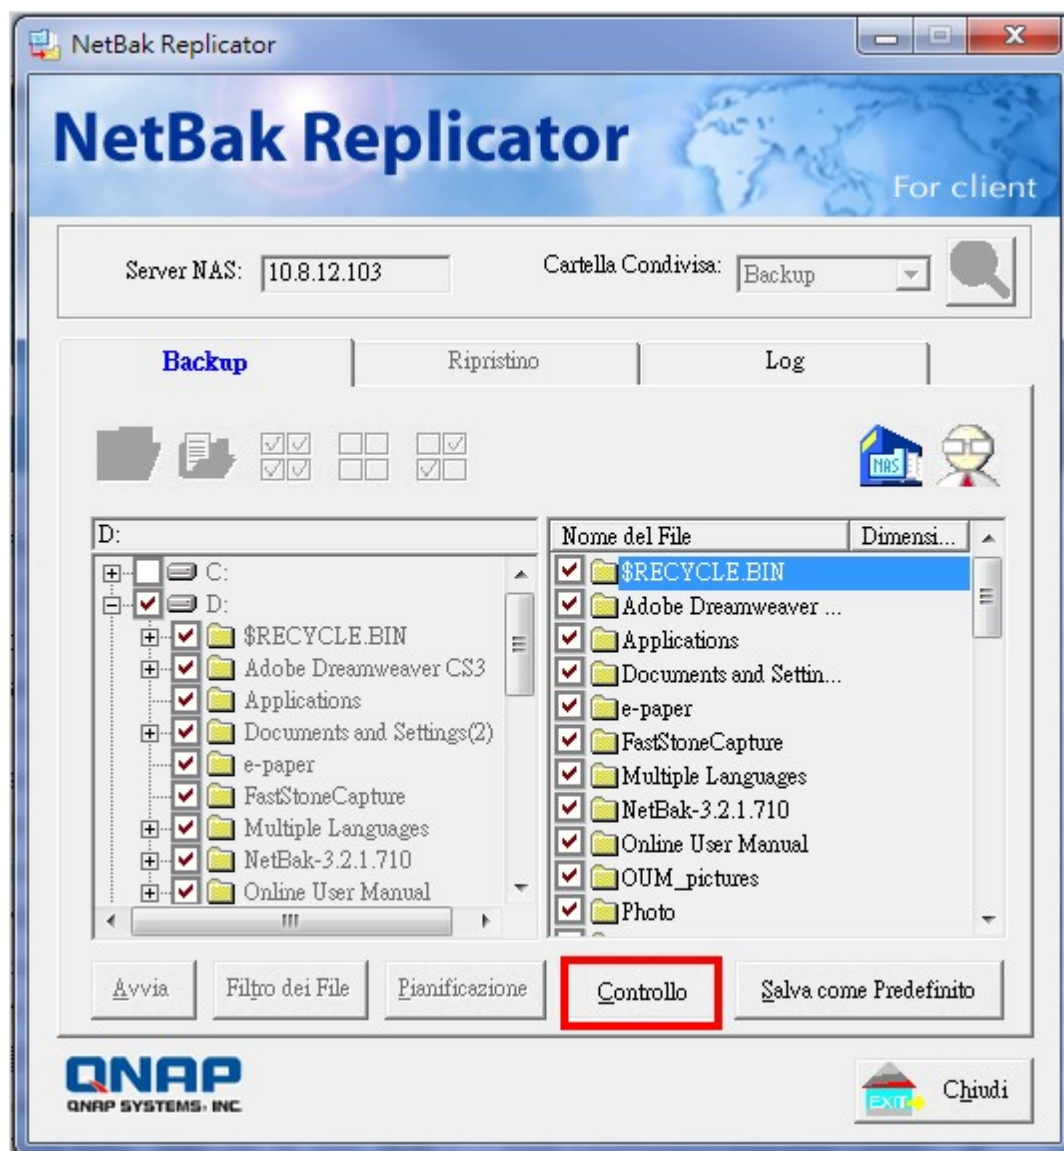 NetBak Replicator
NetBak Replicator
For client
Server NAS: 10.8.12.103 Cartella Condivisa: Backup
Backup Ripristino Log
NAS
D:
C:
D:
$RECYCLE.BIN
Adobe Dreamweaver CS3
Applications
Documents and Settings(2)
e-paper
FastStoneCapture
Multiple Languages
NetBak-3.2.1.710
Online User Manual
Nome del File Dimensi...
$RECYCLE.BIN
Adobe Dreamweaver ...
Applications
Documents and Settin...
e-paper
FastStoneCapture
Multiple Languages
NetBak-3.2.1.710
Online User Manual
OUM_pictures
Photo
Avvia Filtro dei File Pianificazione Controllo Salva come Predefinito
QNAP
QNAP SYSTEMS, INC.
EXIT Chiudi